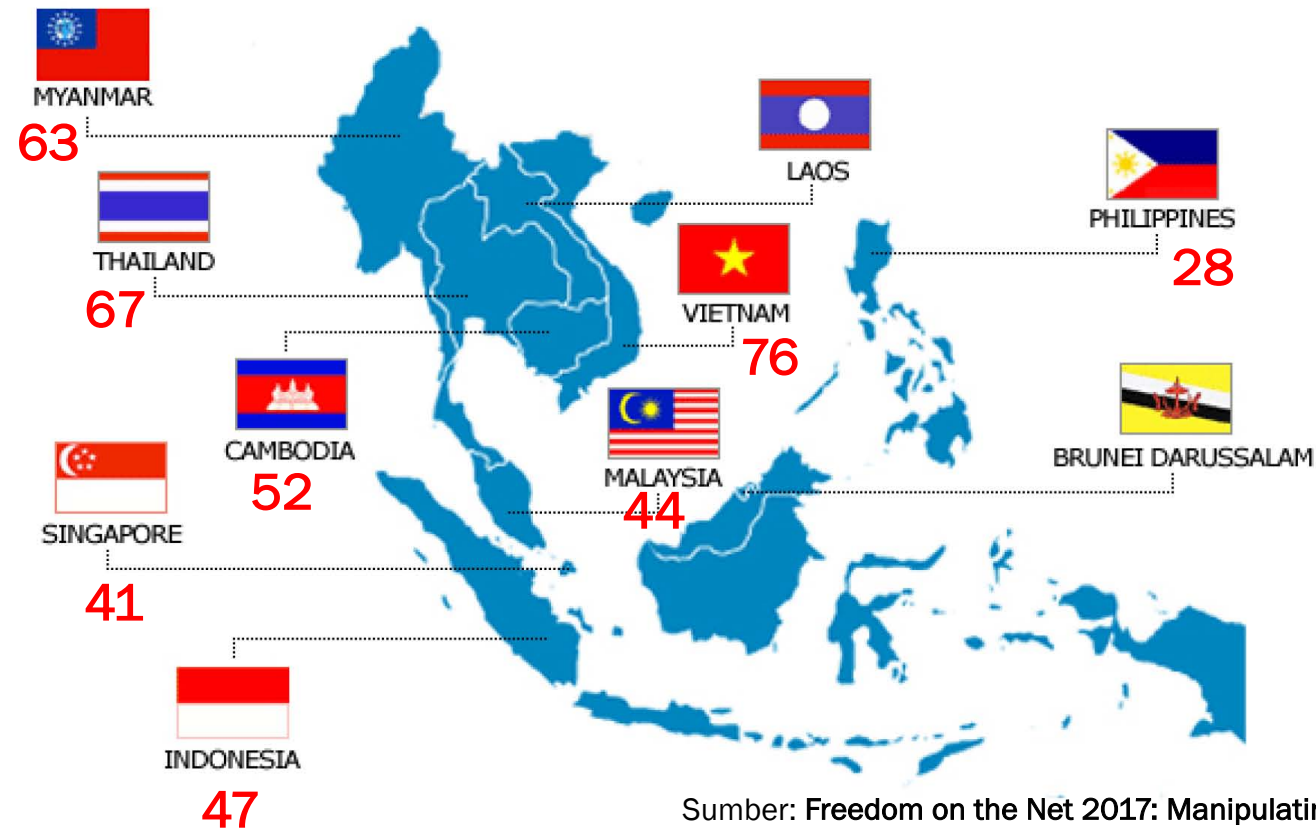 MYANMAR
63
LAOS
PHILIPPINES
28
THAILAND
67
VIETNAM
76
CAMBODIA
52
MALAYSIA
44
BRUNEI DARUSSALAM
SINGAPORE
41
INDONESIA
47
Sumber: Freedom on the Net 2017: Manipulatin